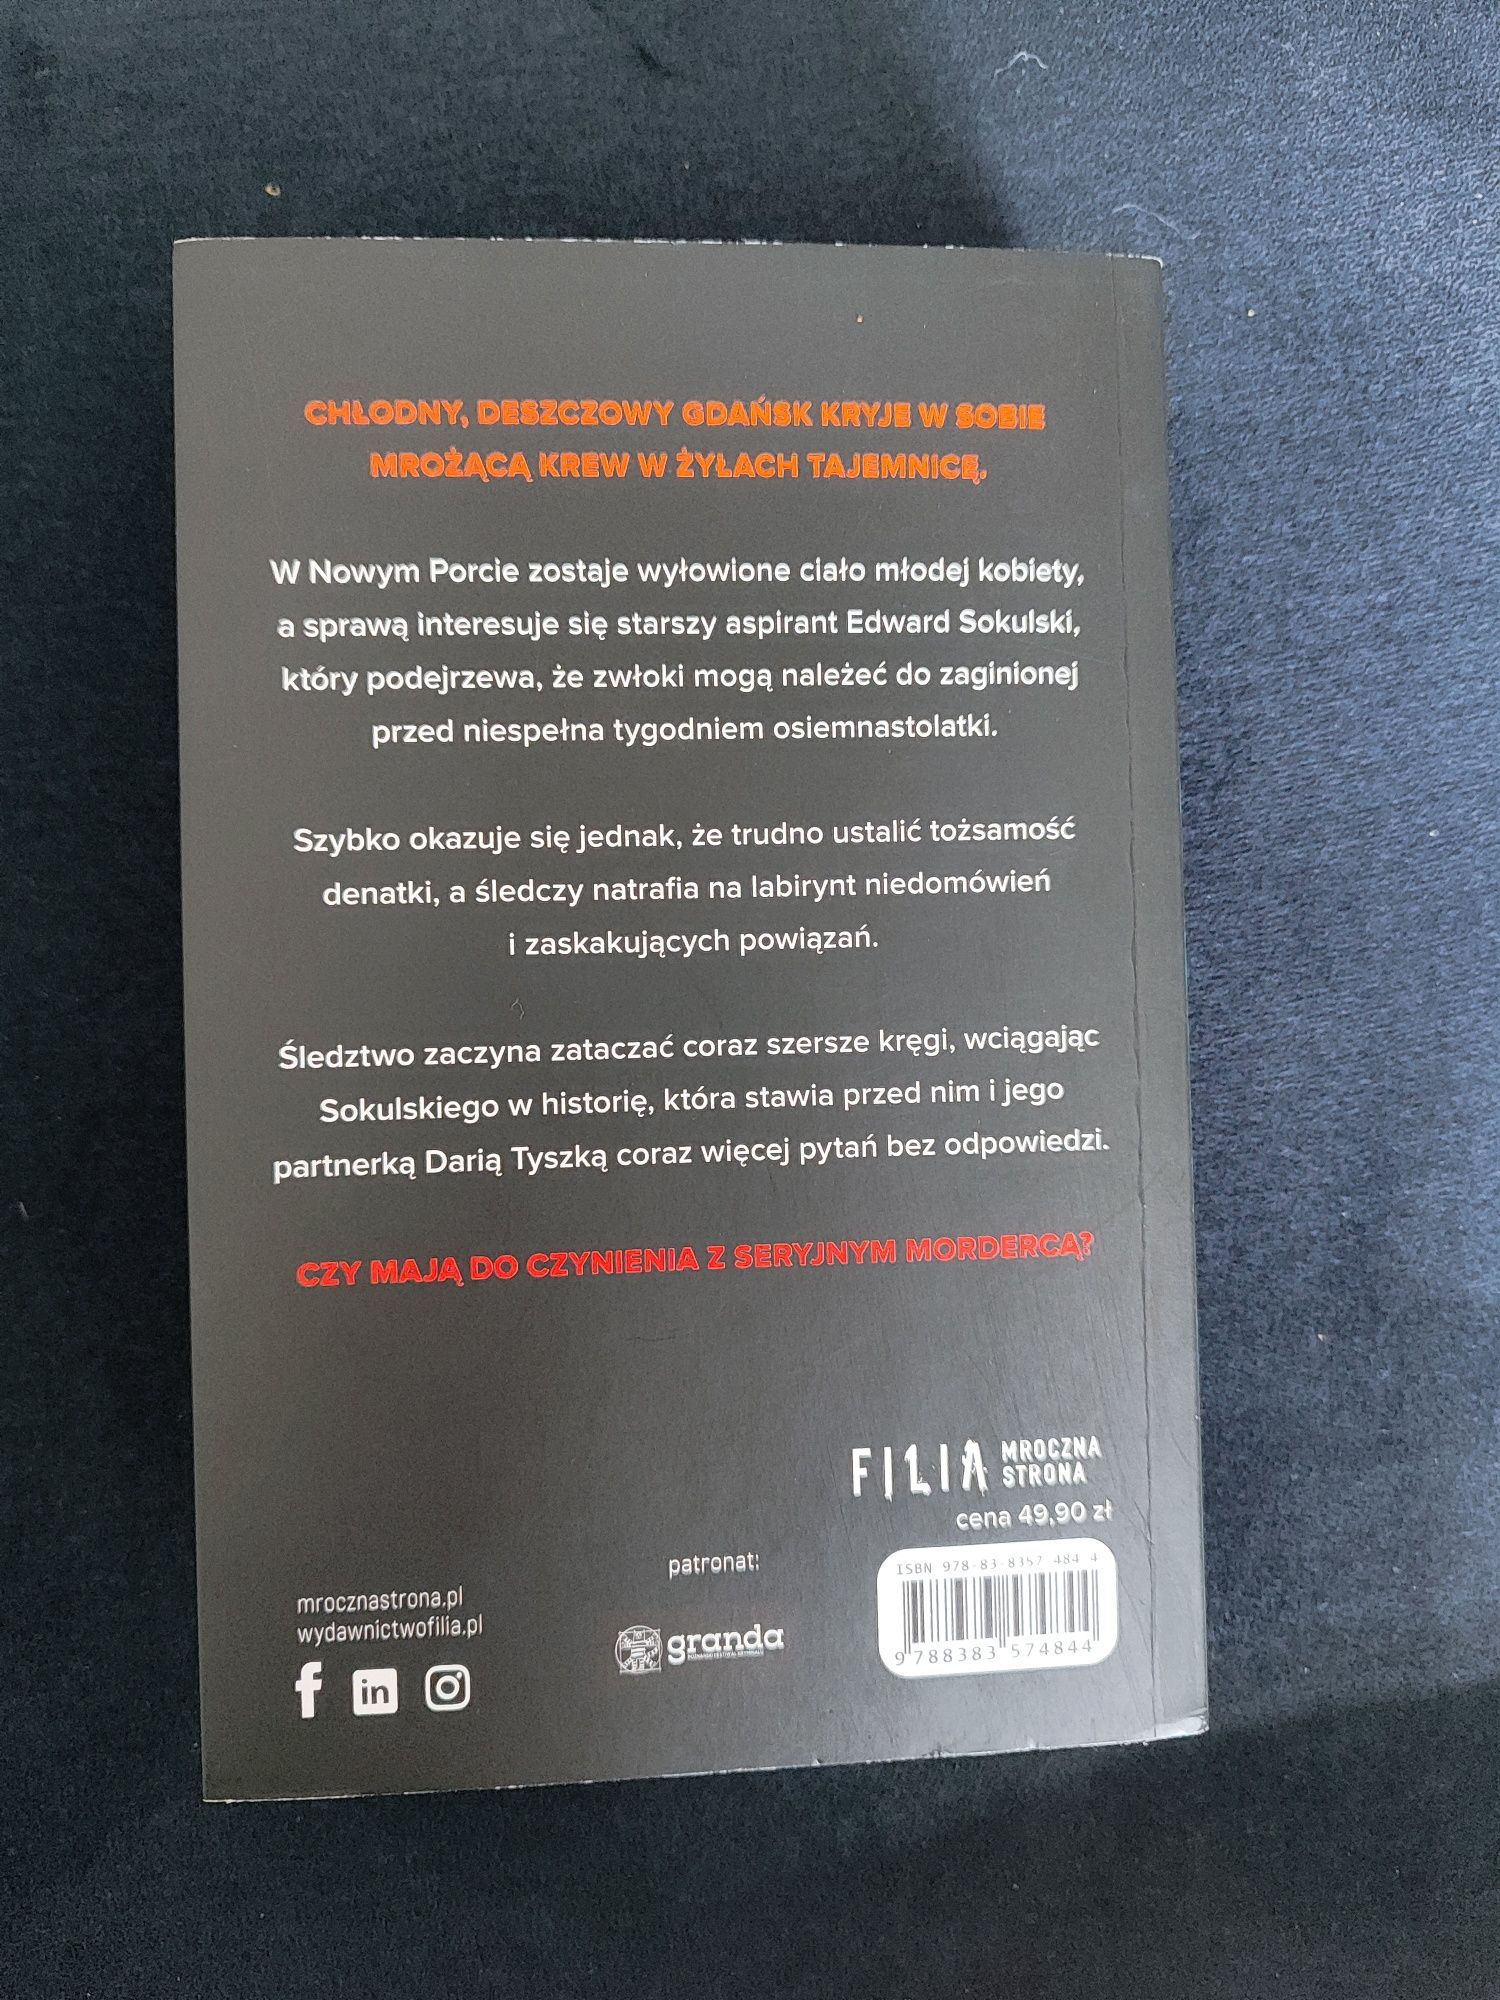 CHŁODNY, DESZCZOWY GDAŃSK KRYJE W SOBIE
MROŻĄCĄ KREW W ŻYŁACH TAJEMNICĘ.
W Nowym Porcie zostaje wyłowione ciało młodej kobiety,
a sprawą interesuje się starszy aspirant Edward Sokulski,
który podejrzewa, że zwłoki mogą należeć do zaginionej
przed niespełna tygodniem osiemnastolatki.
Szybko okazuje się jednak, że trudno ustalić tożsamość
denatki, a śledczy natrafia na labirynt niedomówień
i zaskakujących powiązań.
Śledztwo zaczyna zataczać coraz szersze kręgi, wciągając
Sokulskiego w historię, która stawia przed nim i jego
partnerką Darią Tyszką coraz więcej pytań bez odpowiedzi.
CZY MAJĄ DO CZYNIENIA Z SERYJNYM MORDERCĄ?
FILIA MROCZNA
STRONA
cena 49,90 zł
ISBN 978-83-8357-484-4
9 788383 574844
patronat:
granda
POZNAŃSKI FESTIWAL KRYMINAŁU
mrocznastrona.pl
wydawnictwofilia.pl
f in